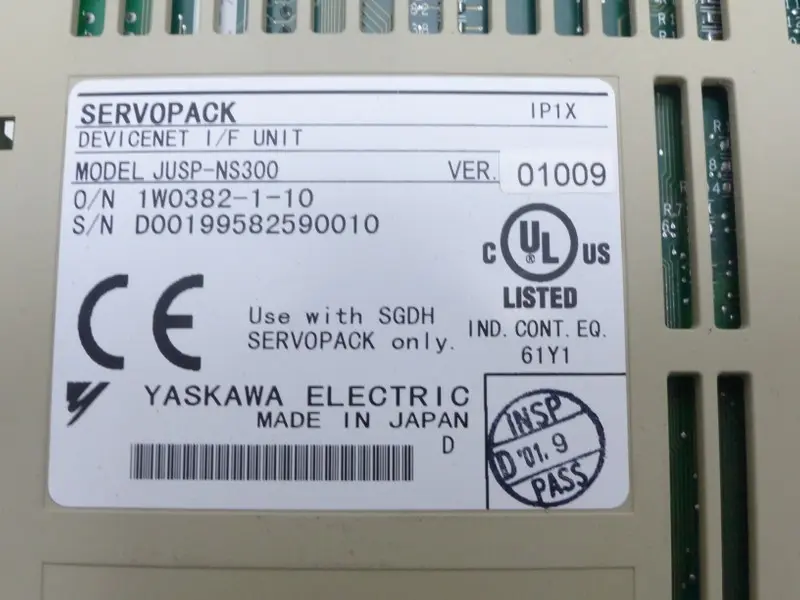 SERVOPACK IP1X
DEVICENET I/F UNIT
MODEL JUSP-NS300 VER. 01009
O/N 1W0382-1-10
S/N D00199582590010
C UL ® US
LISTED
IND. CONT. EQ.
61Y1
CE
Use with SGDH
SERVOPACK only.
YASKAWA ELECTRIC
MADE IN JAPAN
D
INSP
D '01.9
PASS